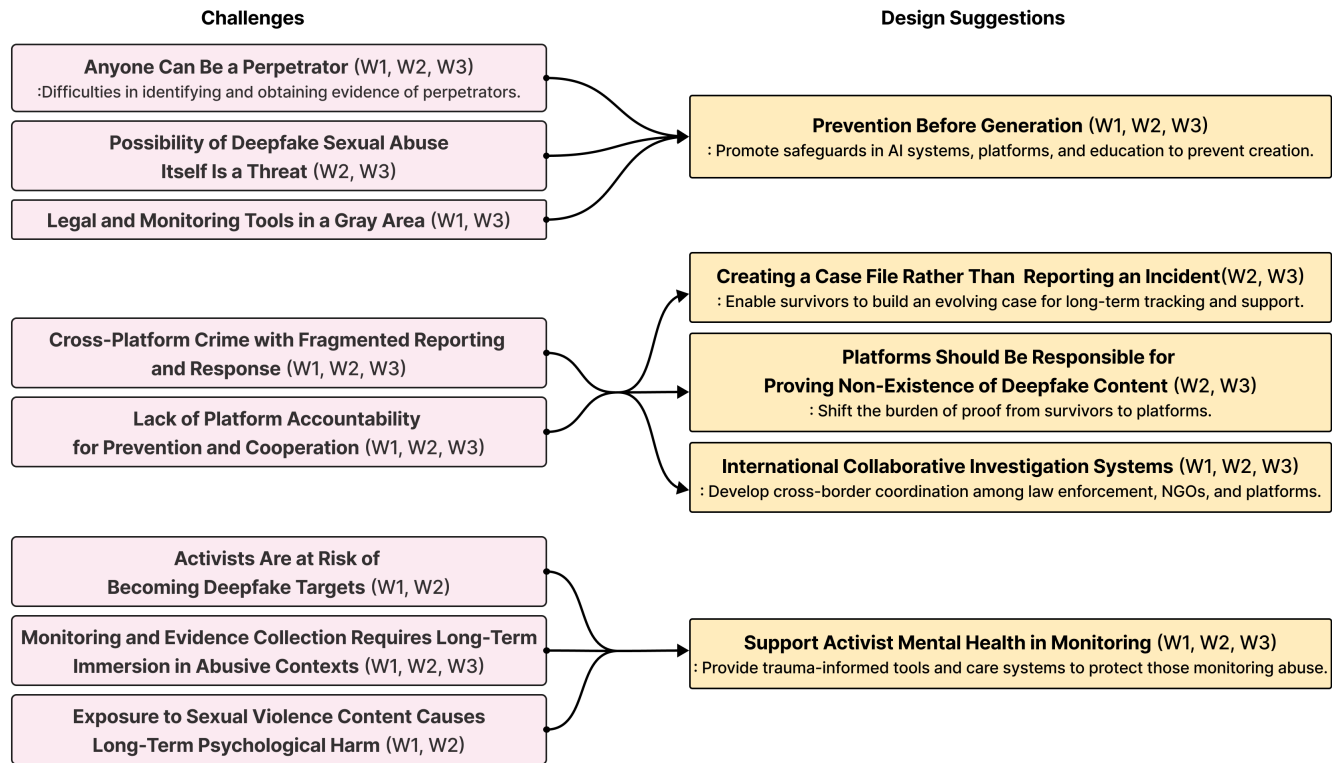 Challenges
Anyone Can Be a Perpetrator (W1, W2, W3)
:Difficulties in identifying and obtaining evidence of perpetrators.
Possibility of Deepfake Sexual Abuse
Itself Is a Threat (W2, W3)
Legal and Monitoring Tools in a Gray Area (W1, W3)
Cross-Platform Crime with Fragmented Reporting
and Response (W1, W2, W3)
Lack of Platform Accountability
for Prevention and Cooperation (W1, W2, W3)
Activists Are at Risk of
Becoming Deepfake Targets (W1, W2)
Monitoring and Evidence Collection Requires Long-Term
Immersion in Abusive Contexts (W1, W2, W3)
Exposure to Sexual Violence Content Causes
Long-Term Psychological Harm (W1, W2)
Design Suggestions
Prevention Before Generation (W1, W2, W3)
: Promote safeguards in AI systems, platforms, and education to prevent creation.
Creating a Case File Rather Than  Reporting an Incident(W2, W3)
: Enable survivors to build an evolving case for long-term tracking and support.
Platforms Should Be Responsible for
Proving Non-Existence of Deepfake Content (W2, W3)
: Shift the burden of proof from survivors to platforms.
International Collaborative Investigation Systems (W1, W2, W3)
: Develop cross-border coordination among law enforcement, NGOs, and platforms.
Support Activist Mental Health in Monitoring (W1, W2, W3)
: Provide trauma-informed tools and care systems to protect those monitoring abuse.